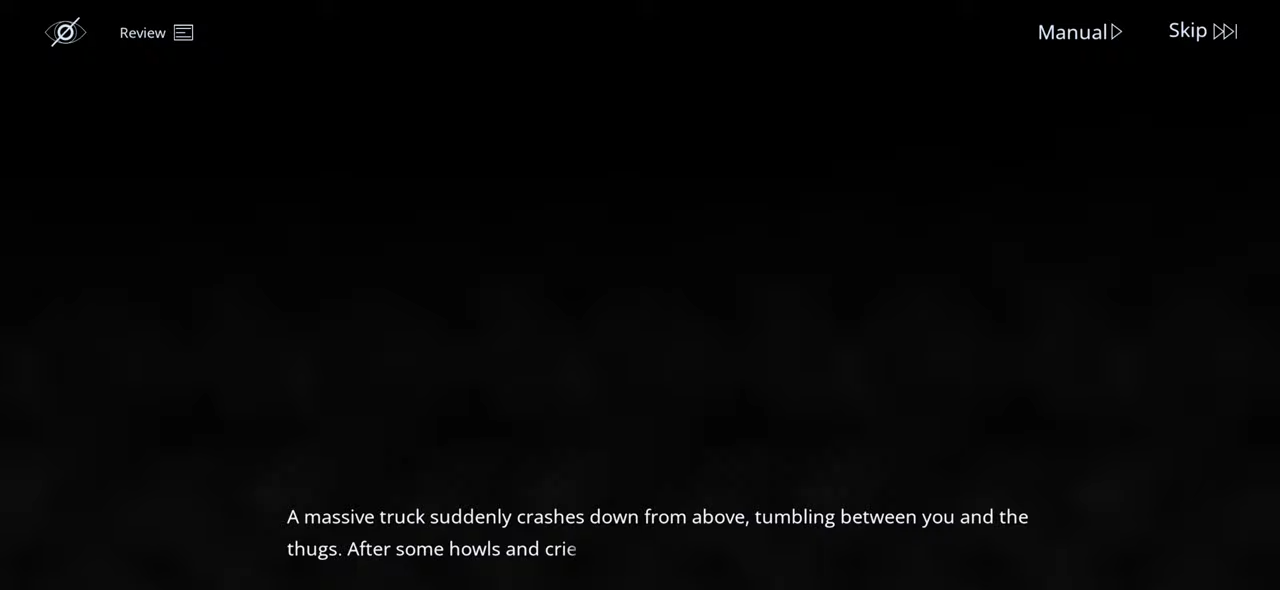 Review
Manual
Skip
A massive truck suddenly crashes down from above, tumbling between you and the
thugs. After some howls and crie